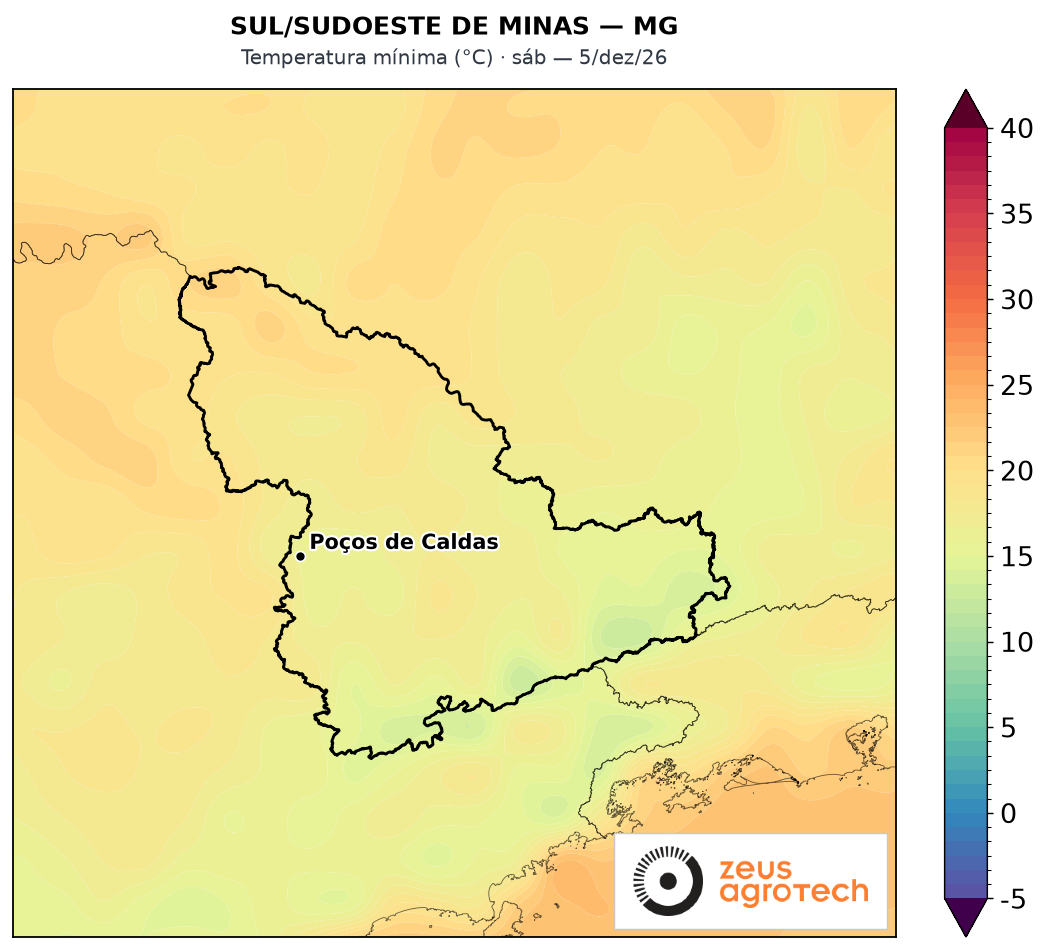 SUL/SUDOESTE DE MINAS — MG
Temperatura mínima (°C) · sáb — 5/dez/26
40
35
30
25
20
15
10
5
0
-5
Poços de Caldas
zeus
agrotech